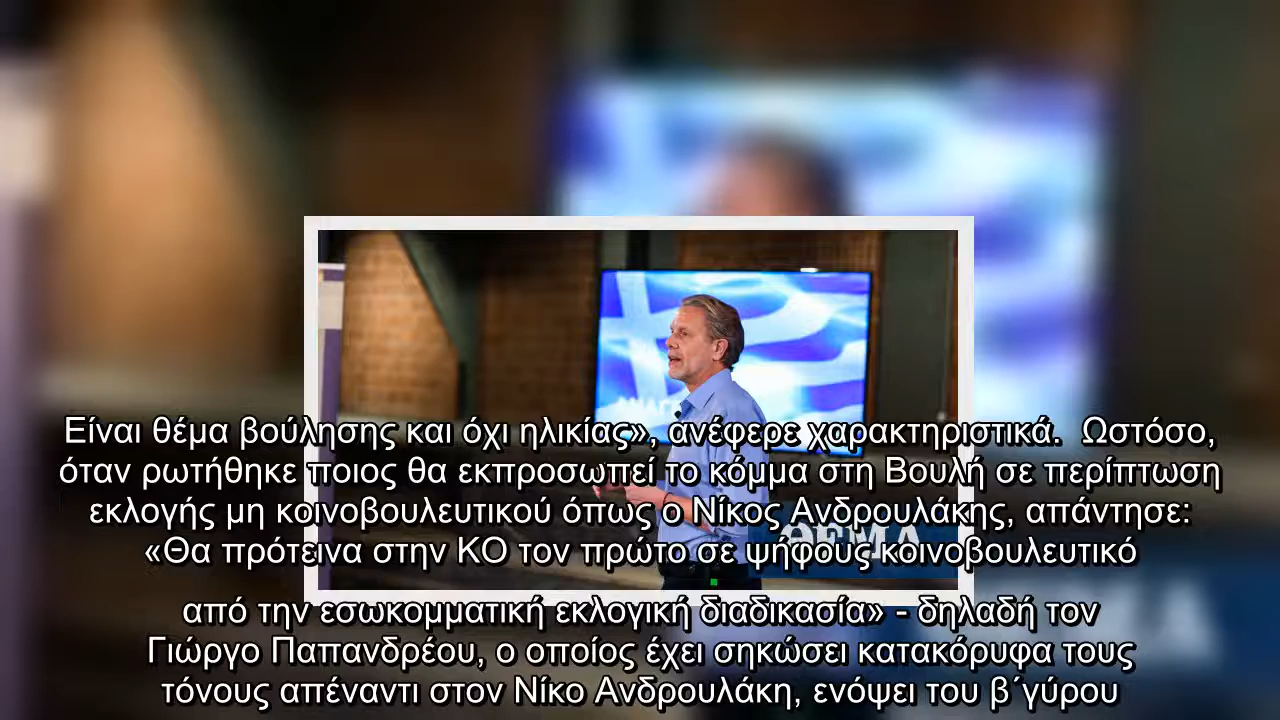 Είναι θέμα βούλησης και όχι ηλικίας», ανέφερε χαρακτηριστικά. Ωστόσο,
όταν ρωτήθηκε ποιος θα εκπροσωπεί το κόμμα στη Βουλή σε περίπτωση
εκλογής μη κοινοβουλευτικού όπως ο Νίκος Ανδρουλάκης, απάντησε:
ΘΕΜΑ
«Θα πρότεινα στην ΚΟ τον πρώτο σε ψήφους κοινοβουλευτικό
από την εσωκομματική εκλογική διαδικασία» - δηλαδή τον
Γιώργο Παπανδρέου, ο οποίος έχει σηκώσει κατακόρυφα τους
τόνους απέναντι στον Νίκο Ανδρουλάκη, ενόψει του β΄γύρου